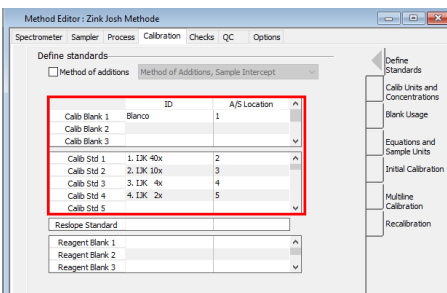 Method Editor : Zink Josh Methode
Spectrometer Sampler Process Calibration Checks QC Options
Define standards
Method of additions Method of Additions, Sample Intercept
ID A/S Location
Calib Blank 1 Blanco 1
Calib Blank 2
Calib Blank 3
Calib Std 1 1. IJK 40x 2
Calib Std 2 2. IJK 10x 3
Calib Std 3 3. IJK 4x 4
Calib Std 4 4. IJK 2x 5
Calib Std 5
Reslope Standard
Reagent Blank 1
Reagent Blank 2
Reagent Blank 3
Define
Standards
Calib Units and
Concentrations
Blank Usage
Equations and
Sample Units
Initial Calibration
Multiline
Calibration
Recalibration